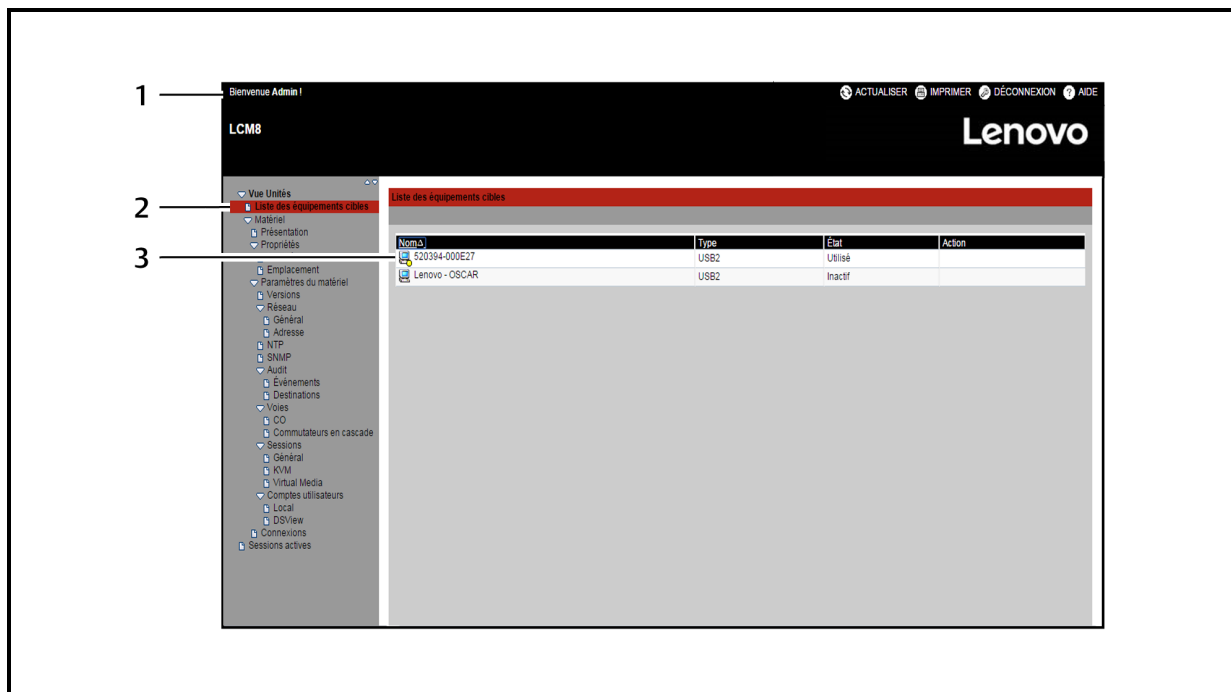 1
Bienvenue Admin !
ACTUALISER IMPRIMER DÉCONNEXION ? AIDE
LCM8
Lenovo
Vue Unités
2
Liste des équipements cibles
Liste des équipements cibles
Matériel
Présentation
Propriétés
Emplacement
Paramètres du matériel
Versions
Réseau
Général
Adresse
NTP
SNMP
Audit
Événements
Destinations
Voies
CO
Commutateurs en cascade
Sessions
Général
KVM
Virtual Media
Comptes utilisateurs
Local
DSView
Connexions
Sessions actives
Nom Type État Action
3
520394-000E27 USB2 Utilisé
Lenovo - OSCAR USB2 Inactif